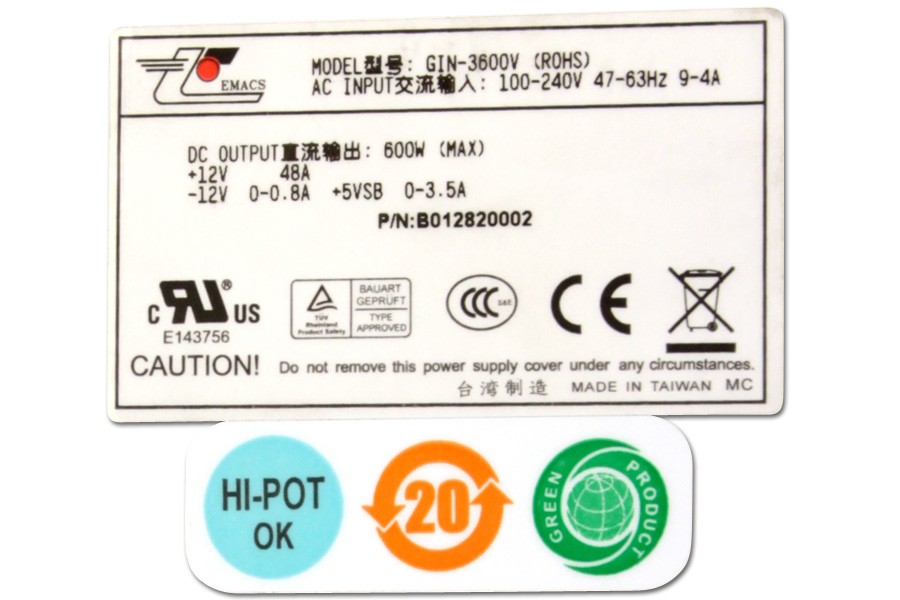 EMACS
MODEL型号: GIN-3600V (ROHS)
AC INPUT交流输入: 100-240V 47-63Hz 9-4A
DC OUTPUT直流输出: 600W (MAX)
+12V 48A
-12V 0-0.8A +5VSB 0-3.5A
P/N:B012820002
c RU® US
E143756
TÜV
Rheinland
Product Safety
BAUART
GEPRÜFT
TYPE
APPROVED
CCC S&E
CE
CAUTION! Do not remove this power supply cover under any circumstances.
台湾制造 MADE IN TAIWAN MC
HI-POT
OK
20
GREEN PRODUCT